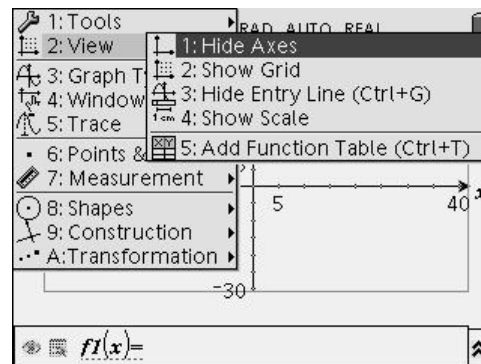 1: Tools
RAD AUTO REAL
2: View
1: Hide Axes
2: Show Grid
3: Graph T
3: Hide Entry Line (Ctrl+G)
4: Window
1 cm 4: Show Scale
5: Trace
5: Add Function Table (Ctrl+T)
6: Points &
7: Measurement
5
40
x
8: Shapes
9: Construction
A:Transformation
-30
f1(x)=